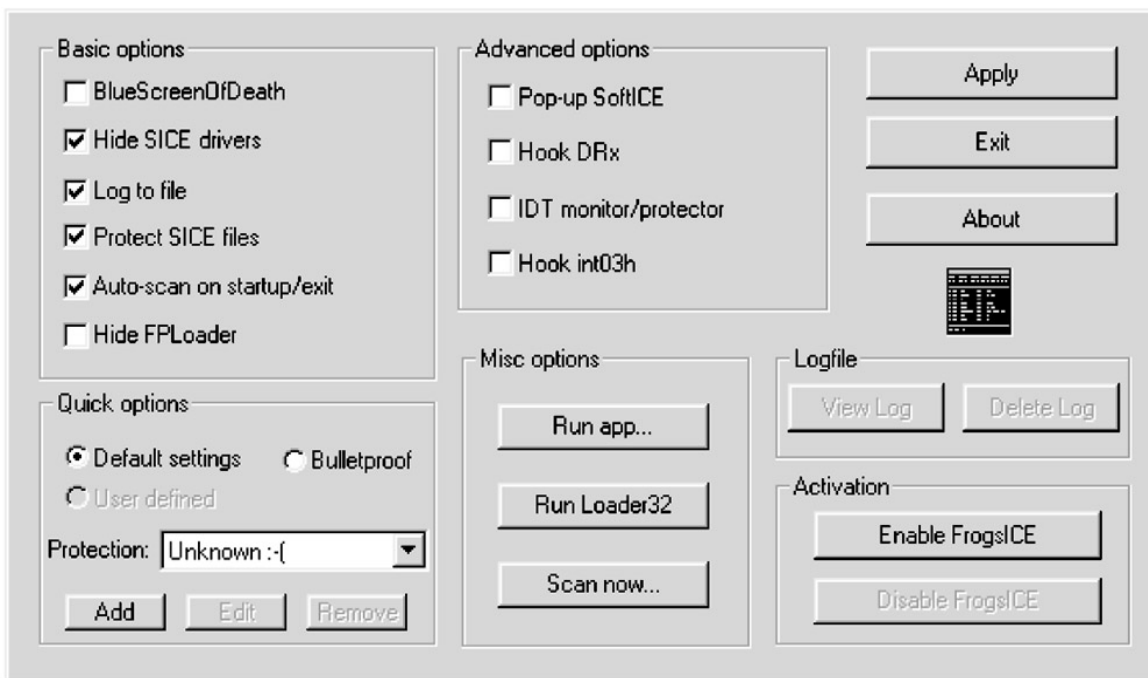 Basic options
BlueScreenOfDeath
Hide SICE drivers
Log to file
Protect SICE files
Auto-scan on startup/exit
Hide FPLoader
Advanced options
Pop-up SoftICE
Hook DRx
IDT monitor/protector
Hook int03h
Apply
Exit
About
Quick options
Default settings
Bulletproof
User defined
Protection: Unknown :-(
Add
Edit
Remove
Misc options
Run app...
Run Loader32
Scan now...
Logfile
View Log
Delete Log
Activation
Enable FrogsICE
Disable FrogsICE